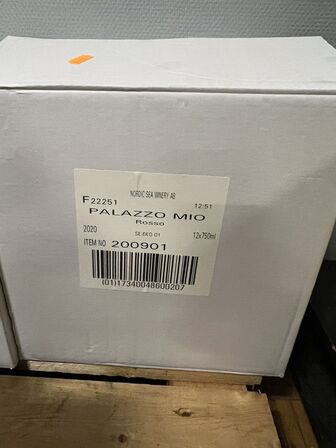 NORDIC SEA WINERY AB
F22251 12:51
PALAZZO MIO
Rosso
2020 SE-EKO 01 12x750ml
ITEM NO 200901
(01)17340048600207